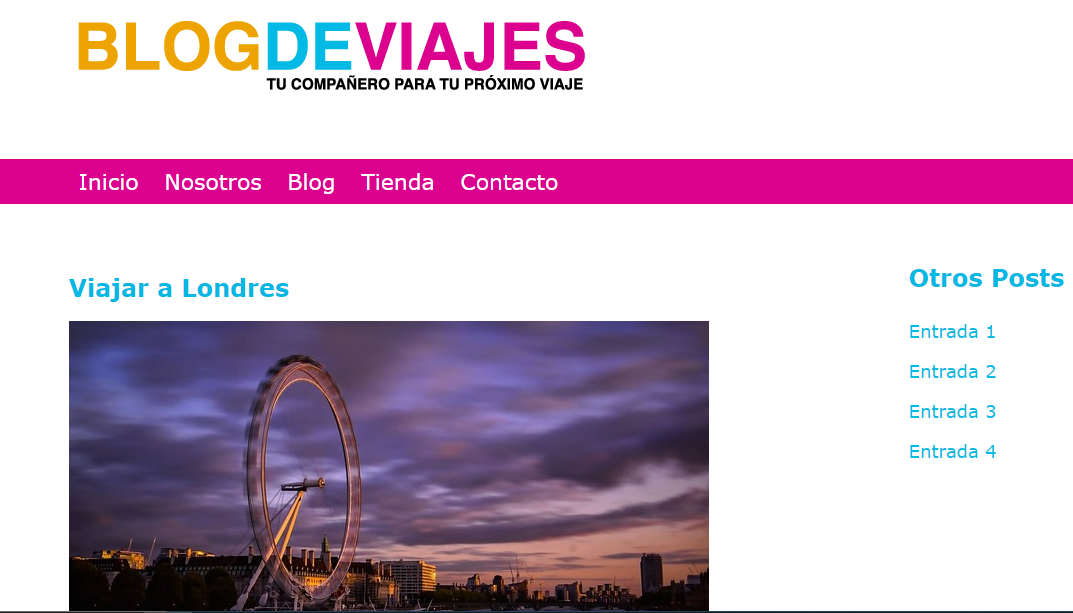 BLOGDEVIAJES
TU COMPAÑERO PARA TU PRÓXIMO VIAJE
Inicio Nosotros Blog Tienda Contacto
Viajar a Londres
Otros Posts
Entrada 1
Entrada 2
Entrada 3
Entrada 4